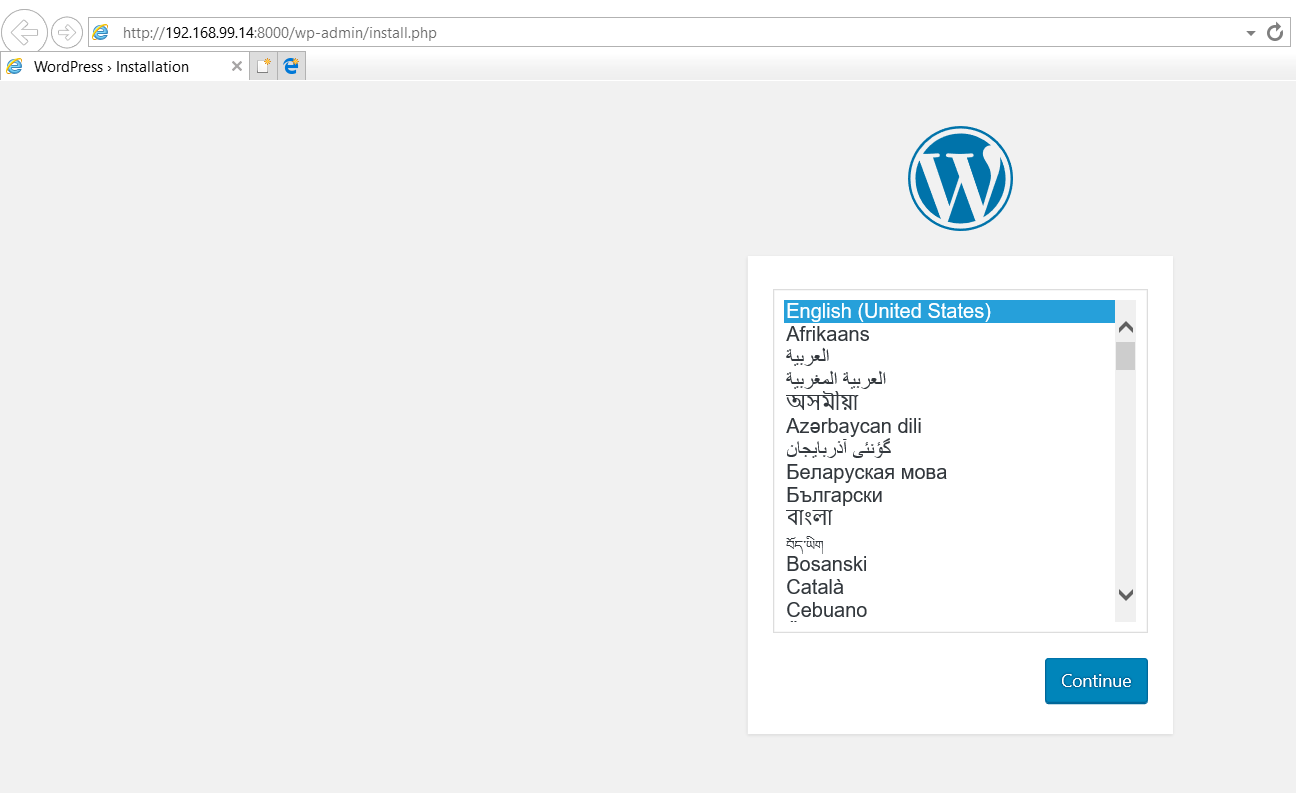 http://192.168.99.14:8000/wp-admin/install.php
WordPress › Installation
English (United States)
Afrikaans
العربية
العربية المغربية
অসমীয়া
Azərbaycan dili
گؤنئی آذربایجان
Беларуская мова
Български
বাংলা
བོད་ཡིག
Bosanski
Català
Cebuano
Continue